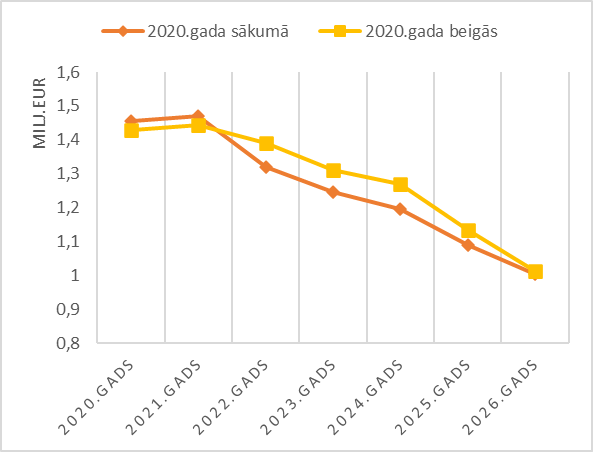 2020.gada sākumā
2020.gada beigās
MILJ.EUR
1,6
1,5
1,4
1,3
1,2
1,1
1
0,9
0,8
2020.GADS
2021.GADS
2022.GADS
2023.GADS
2024.GADS
2025.GADS
2026.GADS